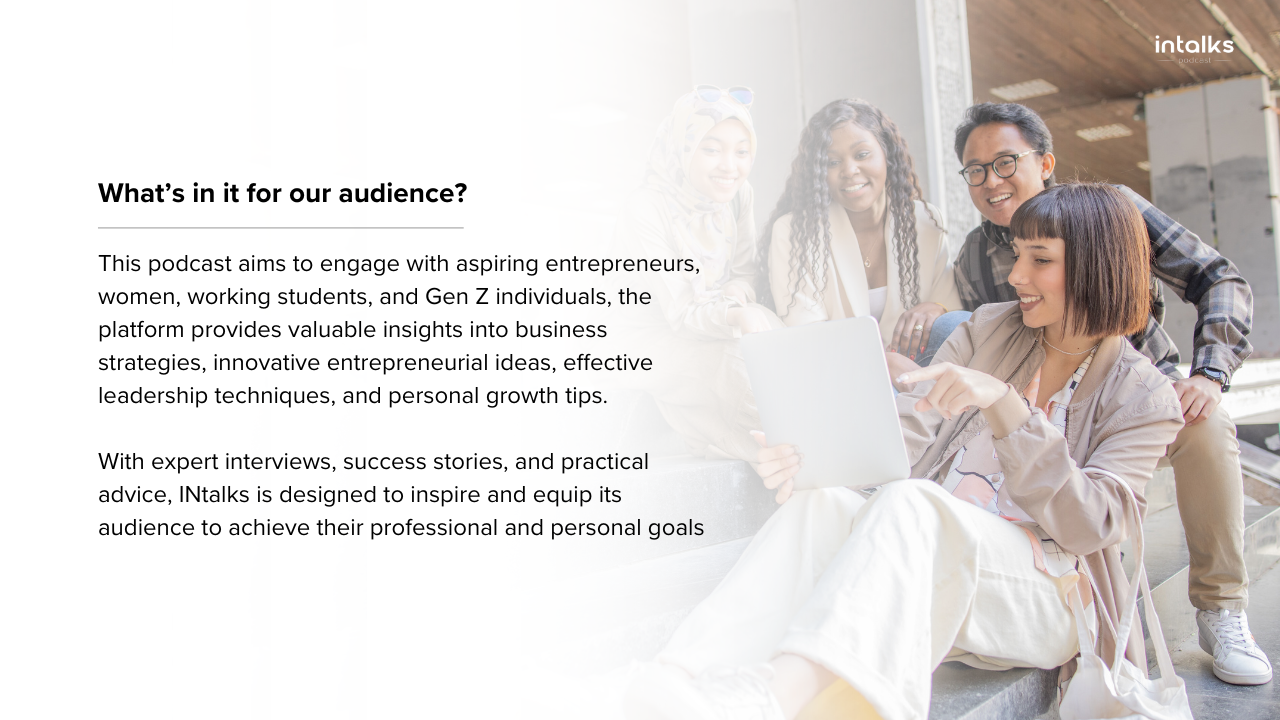 intalks
podcast
What's in it for our audience?
This podcast aims to engage with aspiring entrepreneurs,
women, working students, and Gen Z individuals, the
platform provides valuable insights into business
strategies, innovative entrepreneurial ideas, effective
leadership techniques, and personal growth tips.
With expert interviews, success stories, and practical
advice, INtalks is designed to inspire and equip its
audience to achieve their professional and personal goals